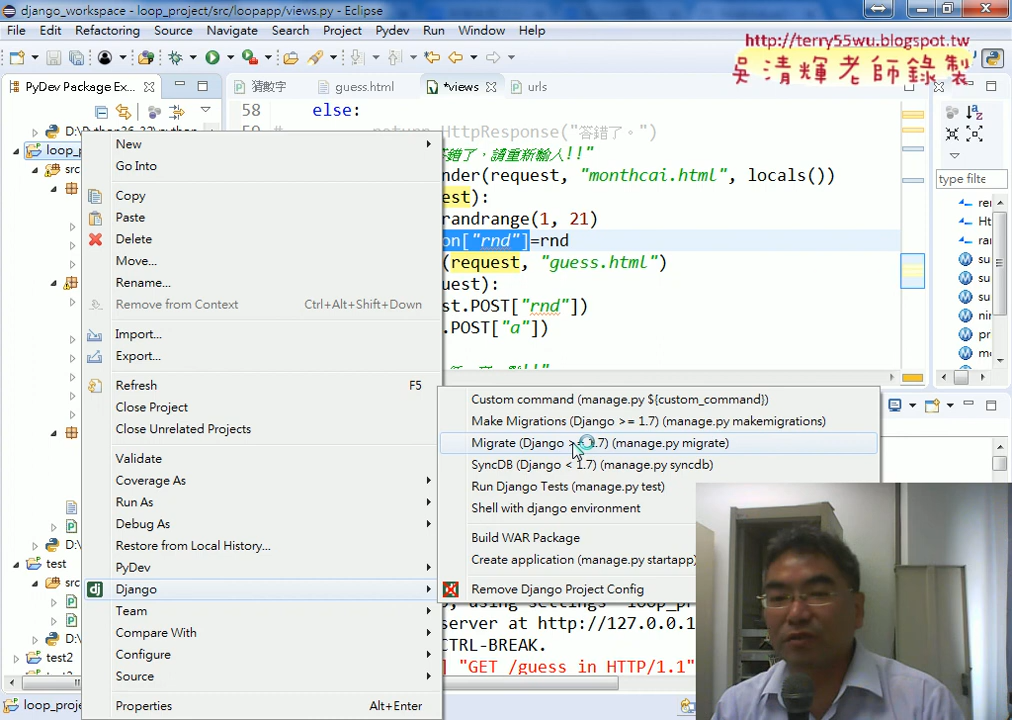 django_workspace - loop_project/src/loopapp/views.py - Eclipse
File Edit Refactoring Source Navigate Search Project Pydev Run Window Help
http://terry55wu.blogspot.tw
吳清輝老師錄製
PyDev Package Ex...
猜數字 guess.html *views urls
58 else:
return HttpResponse("答錯了。")
錯了，請重新輸入!!"
nder(request, "monthcai.html", locals())
est):
randrange(1, 21)
on["rnd"]=rnd
(request, "guess.html")
uest):
st.POST["rnd"])
.POST["a"])
type filte
D:\Python36-32\python
loop_p
src
D:\
test
src
D:\
test2
loop_proje
New
Go Into
Copy
Paste
Delete
Move...
Rename...
Remove from Context Ctrl+Alt+Shift+Down
Import...
Export...
Refresh F5
Close Project
Close Unrelated Projects
Validate
Coverage As
Run As
Debug As
Restore from Local History...
PyDev
Django
Team
Compare With
Configure
Source
Properties Alt+Enter
Custom command (manage.py ${custom_command})
Make Migrations (Django >= 1.7) (manage.py makemigrations)
Migrate (Django >= 1.7) (manage.py migrate)
SyncDB (Django < 1.7) (manage.py syncdb)
Run Django Tests (manage.py test)
Shell with django environment
Build WAR Package
Create application (manage.py startapp)
Remove Django Project Config
, using settings 'loop_pro
server at http://127.0.0.1
CTRL-BREAK.
] "GET /guess in HTTP/1.1"